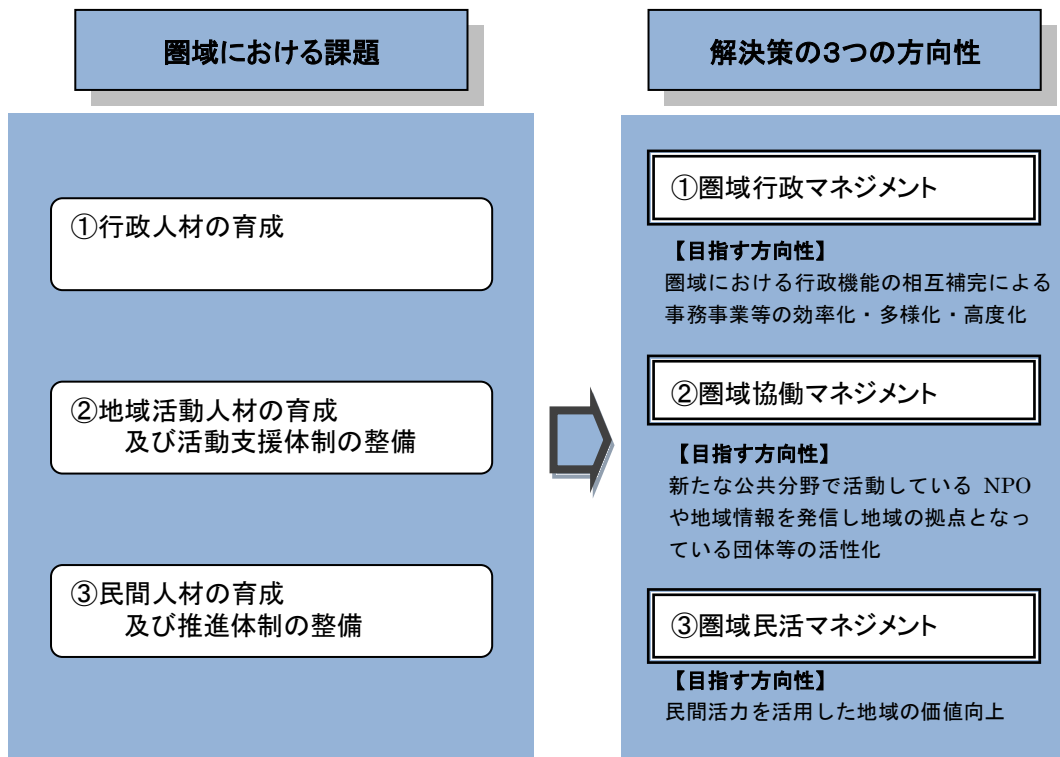 圏域における課題
①行政人材の育成
②地域活動人材の育成
及び活動支援体制の整備
③民間人材の育成
及び推進体制の整備
解決策の3つの方向性
①圏域行政マネジメント
【目指す方向性】
圏域における行政機能の相互補完による
事務事業等の効率化・多様化・高度化
②圏域協働マネジメント
【目指す方向性】
新たな公共分野で活動している NPO
や地域情報を発信し地域の拠点となっ
ている団体等の活性化
③圏域民活マネジメント
【目指す方向性】
民間活力を活用した地域の価値向上